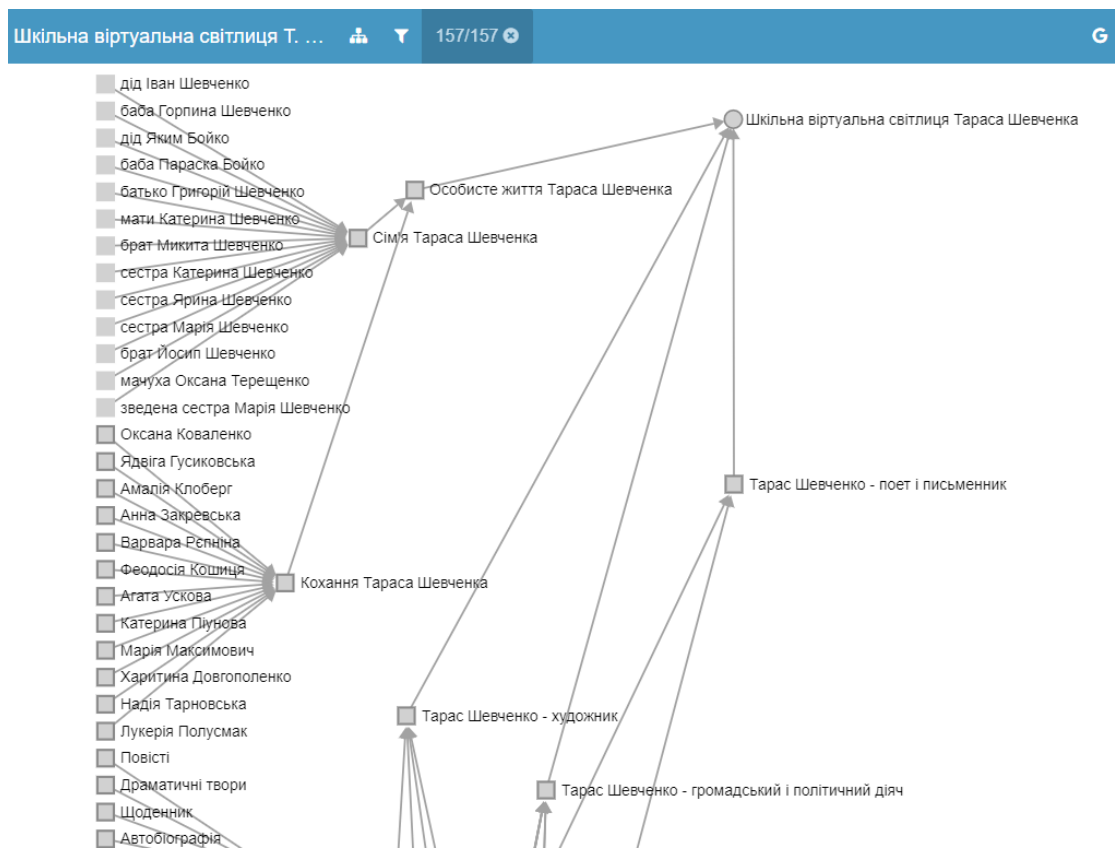 Шкільна віртуальна світлиця Т. ...
157/157
G
дід Іван Шевченко
баба Горпина Шевченко
дід Яким Бойко
баба Параска Бойко
батько Григорій Шевченко
мати Катерина Шевченко
брат Микита Шевченко
сестра Катерина Шевченко
сестра Ярина Шевченко
сестра Марія Шевченко
брат Йосип Шевченко
мачуха Оксана Терещенко
зведена сестра Марія Шевченко
Оксана Коваленко
Ядвіга Гусиковська
Амалія Клоберг
Анна Закревська
Варвара Рєпніна
Феодосія Кошиця
Агата Ускова
Катерина Піунова
Марія Максимович
Харитина Довгополенко
Надія Тарновська
Лукерія Полусмак
Повісті
Драматичні твори
Щоденник
Автобіографія
Сім'я Тараса Шевченка
Особисте життя Тараса Шевченка
Кохання Тараса Шевченка
Шкільна віртуальна світлиця Тараса Шевченка
Тарас Шевченко - поет і письменник
Тарас Шевченко - художник
Тарас Шевченко - громадський і політичний діяч